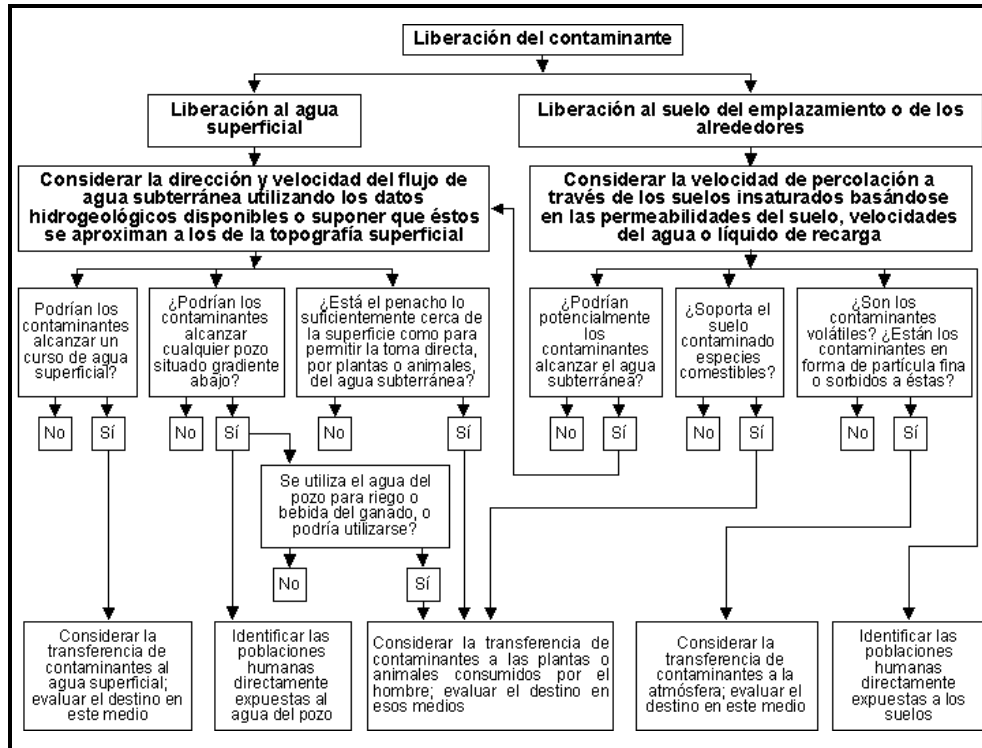 Liberación del contaminante
Liberación al agua
superficial
Liberación al suelo del emplazamiento o de los
alrededores
Considerar la dirección y velocidad del flujo de
agua subterránea utilizando los datos
hidrogeológicos disponibles o suponer que éstos
se aproximan a los de la topografía superficial
Considerar la velocidad de percolación a
través de los suelos insaturados basándose
en las permeabilidades del suelo, velocidades
del agua o líquido de recarga
Podrían los
contaminantes
alcanzar un
curso de agua
superficial?
¿Podrían los
contaminantes
alcanzar
cualquier pozo
situado gradiente
abajo?
¿Está el penacho lo
suficientemente cerca de
la superficie como para
permitir la toma directa,
por plantas o animales,
del agua subterránea?
¿Podrían
potencialmente
los
contaminantes
alcanzar el agua
subterránea?
¿Soporta el
suelo
contaminado
especies
comestibles?
¿Son los
contaminantes
volátiles? ¿Están los
contaminantes en
forma de partícula fina
o sorbidos a éstas?
No
Sí
No
Sí
No
Sí
No
Sí
No
Sí
No
Sí
Se utiliza el agua del
pozo para riego o
bebida del ganado, o
podría utilizarse?
No
Sí
Considerar la
transferencia de
contaminantes al
agua superficial;
evaluar el destino en
este medio
Identificar las
poblaciones
humanas
directamente
expuestas al
agua del pozo
Considerar la transferencia de
contaminantes a las plantas o
animales consumidos por el
hombre; evaluar el destino en
esos medios
Considerar la
transferencia de
contaminantes a la
atmósfera; evaluar el
destino en este medio
Identificar las
poblaciones
humanas
directamente
expuestas a los
suelos